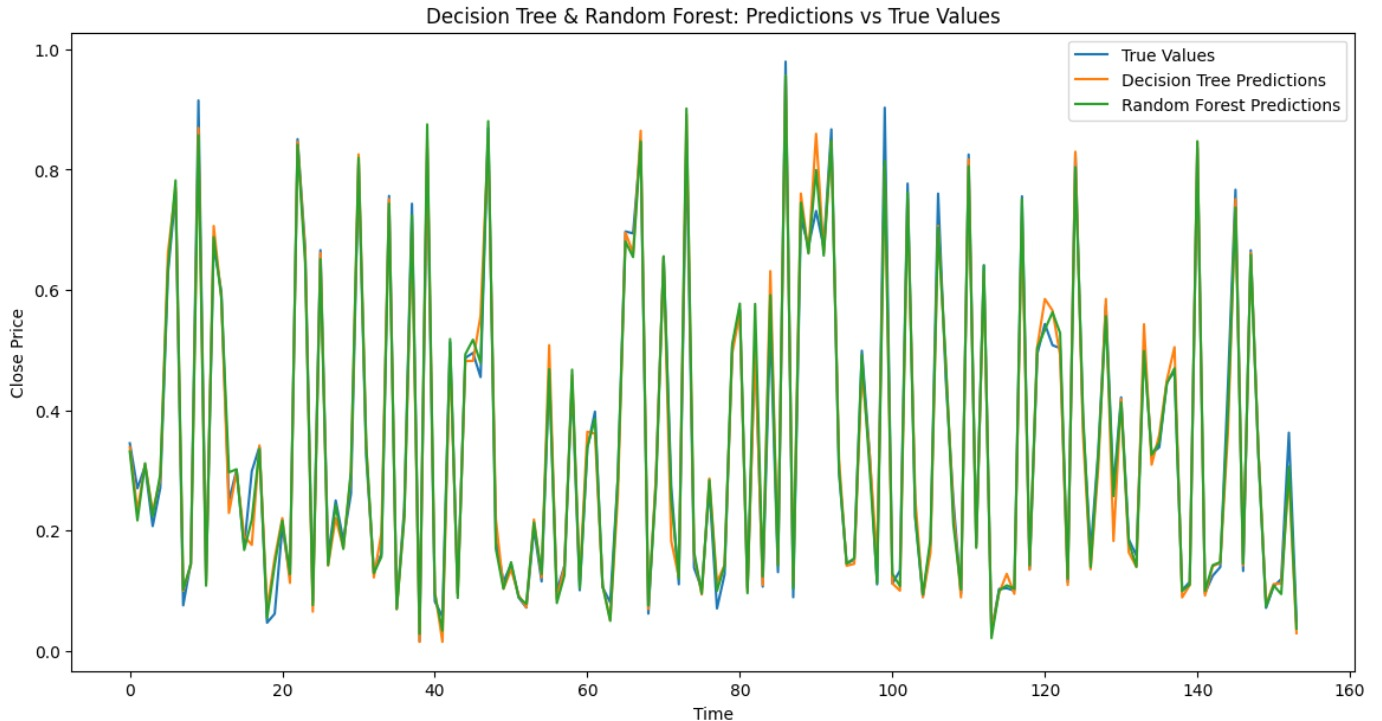 Decision Tree & Random Forest: Predictions vs True Values
1.0
0.8
0.6
0.4
0.2
0.0
Close Price
True Values
Decision Tree Predictions
Random Forest Predictions
0 20 40 60 80 100 120 140 160
Time